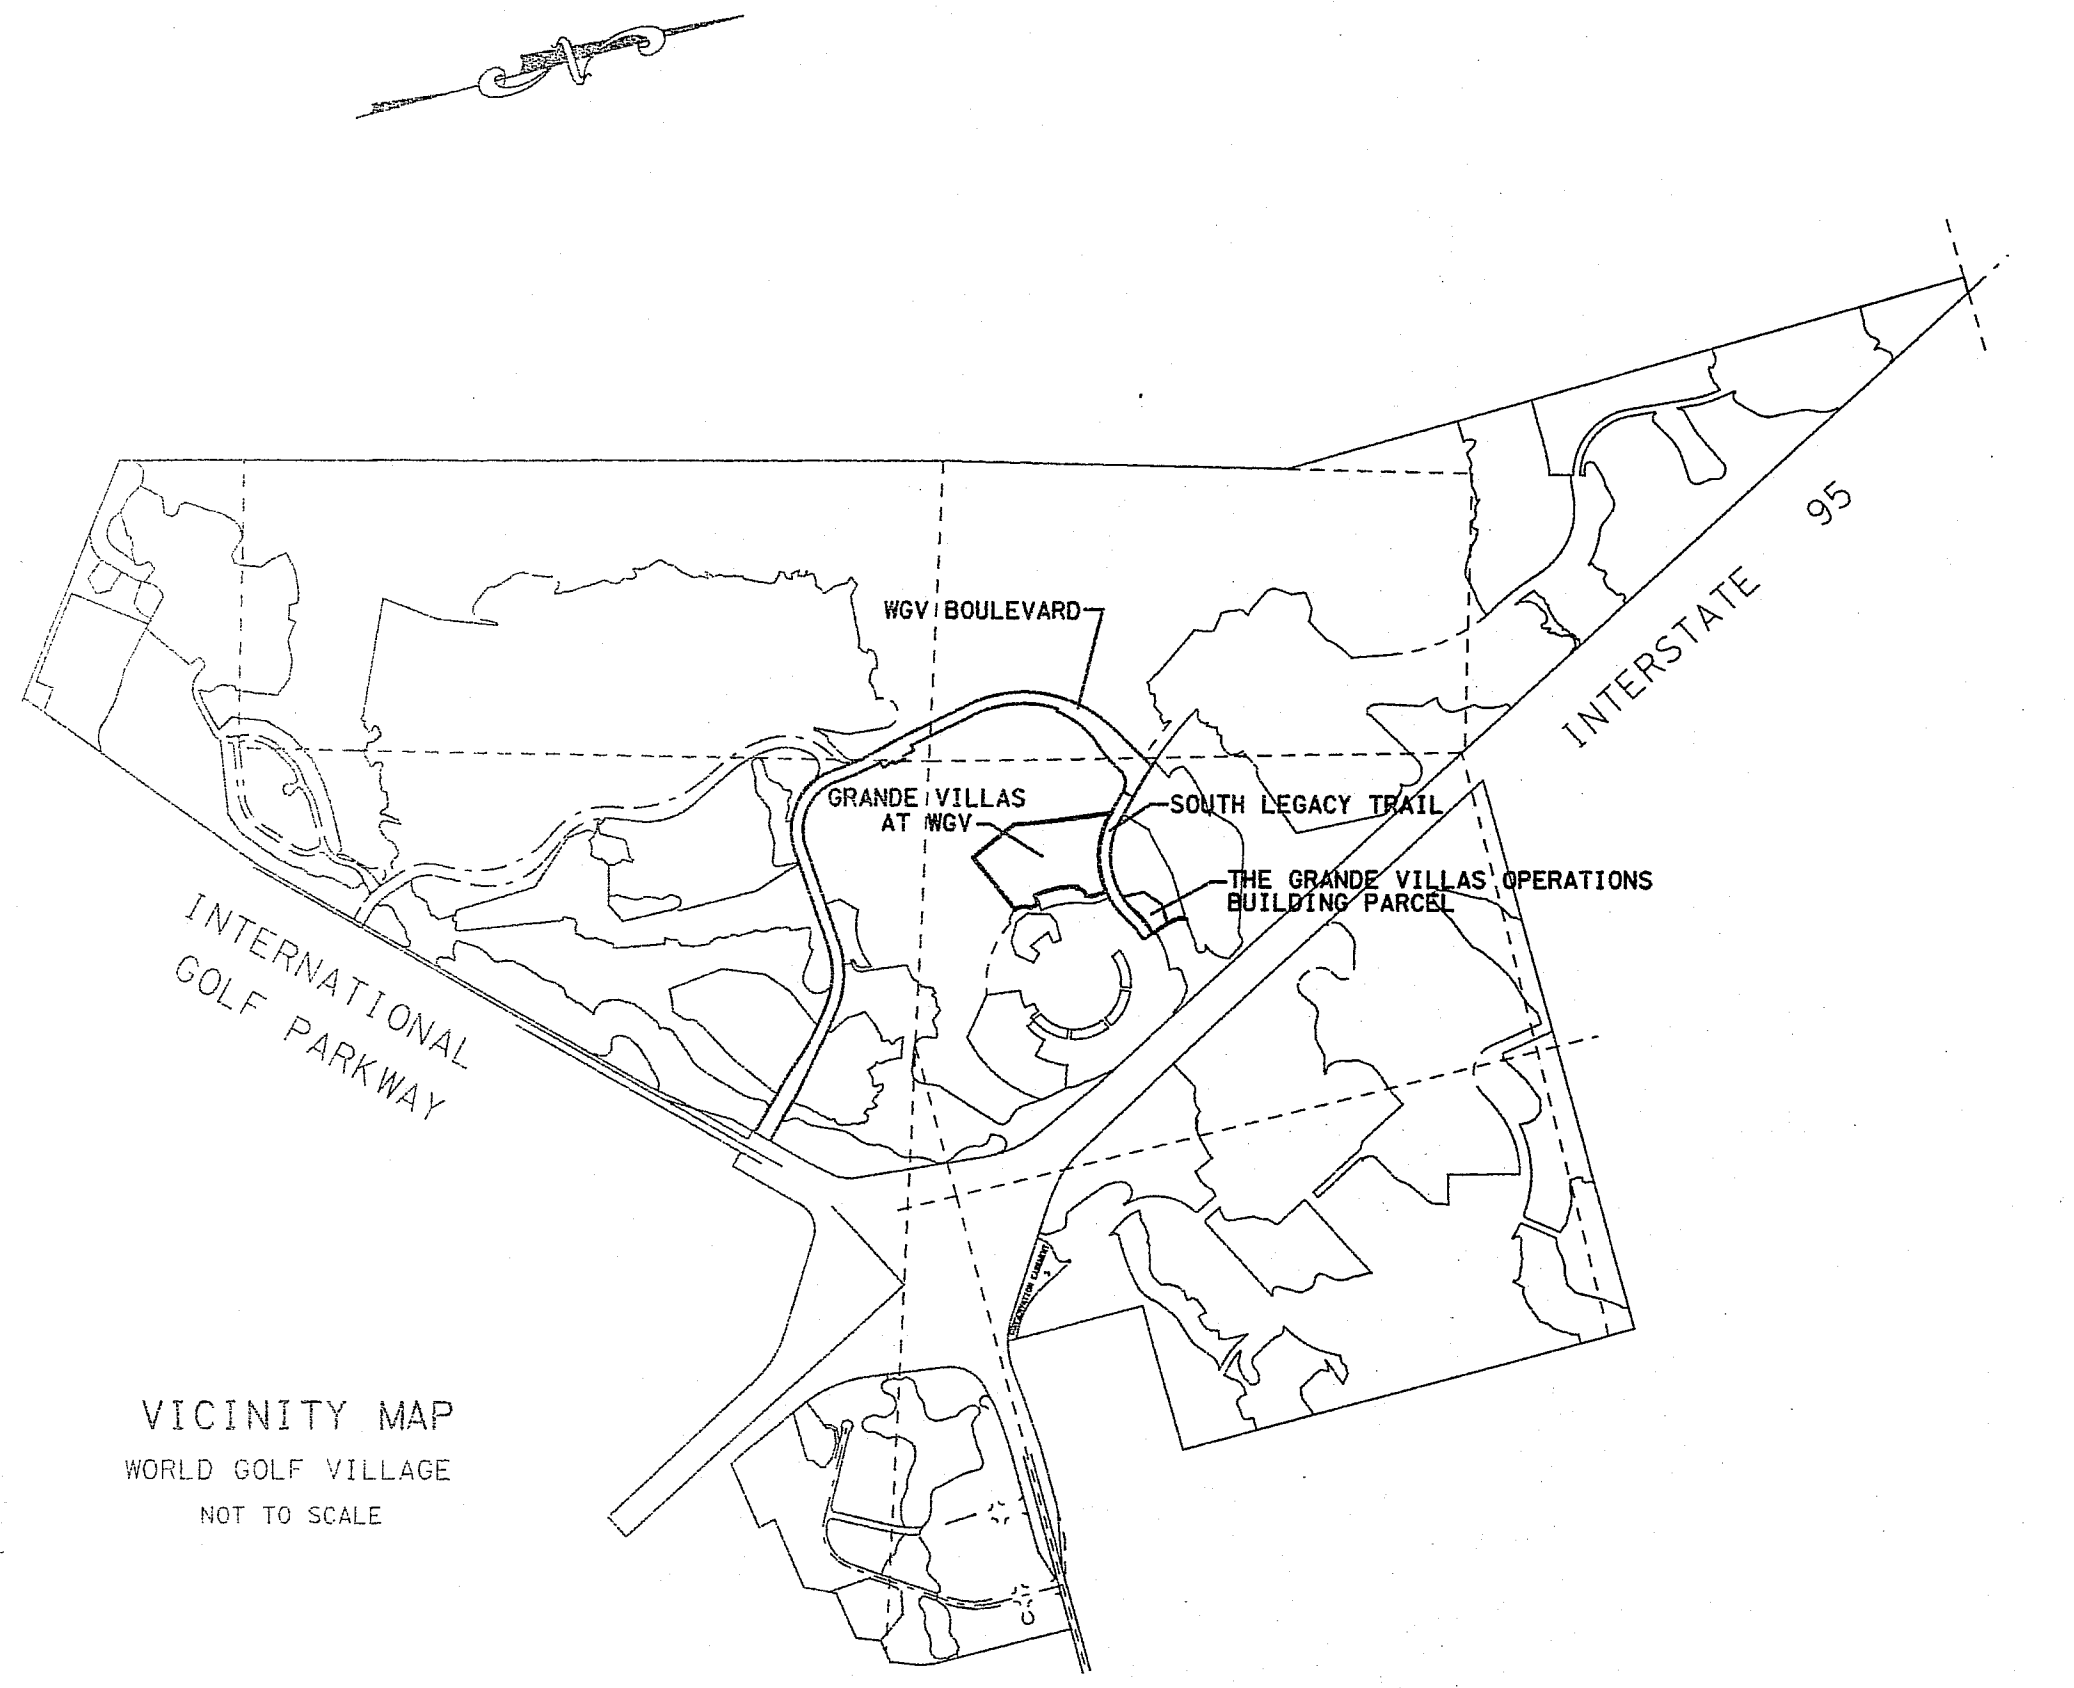 N
95
INTERSTATE
WGV BOULEVARD
GRANDE VILLAS
AT WGV
SOUTH LEGACY TRAIL
THE GRANDE VILLAS OPERATIONS
BUILDING PARCEL
INTERNATIONAL
GOLF PARKWAY
VICINITY MAP
WORLD GOLF VILLAGE
NOT TO SCALE